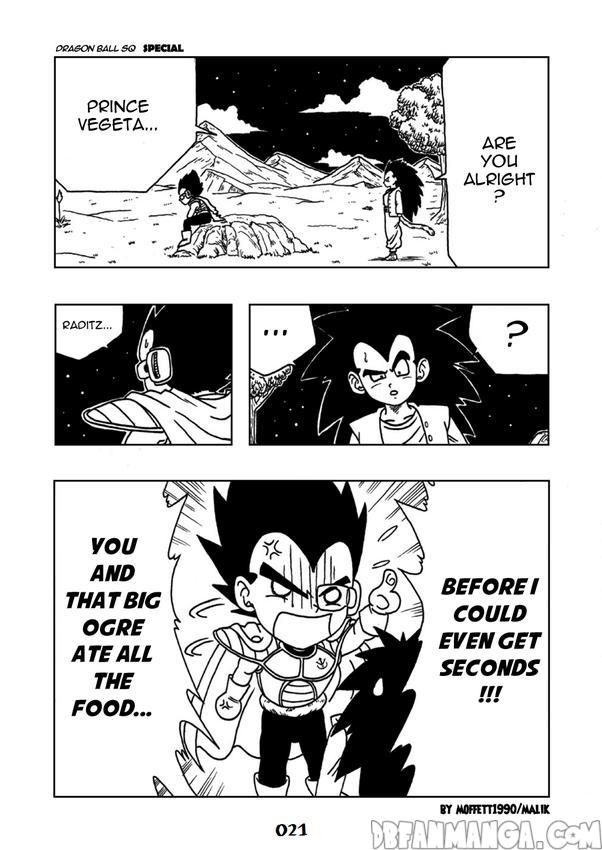 DRAGON BALL SQ SPECIAL
PRINCE
VEGETA...
ARE
YOU
ALRIGHT
?
RADITZ...
...
?
YOU
AND
THAT BIG
OGRE
ATE ALL
THE
FOOD...
BEFORE I
COULD
EVEN GET
SECONDS
!!!
BY MOFFETT1990/MALIK
021
DBFANMANGA.COM